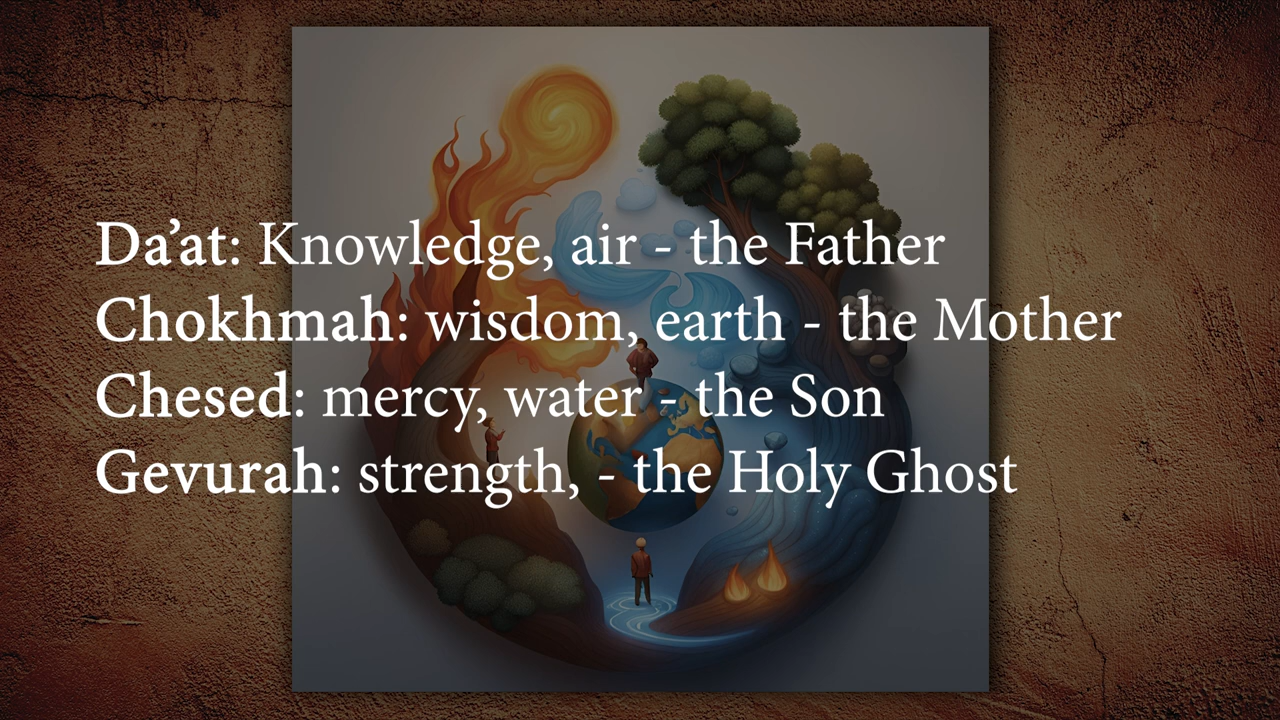 Da’at: Knowledge, air - the Father
Chokhmah: wisdom, earth - the Mother
Chesed: mercy, water - the Son
Gevurah: strength, - the Holy Ghost